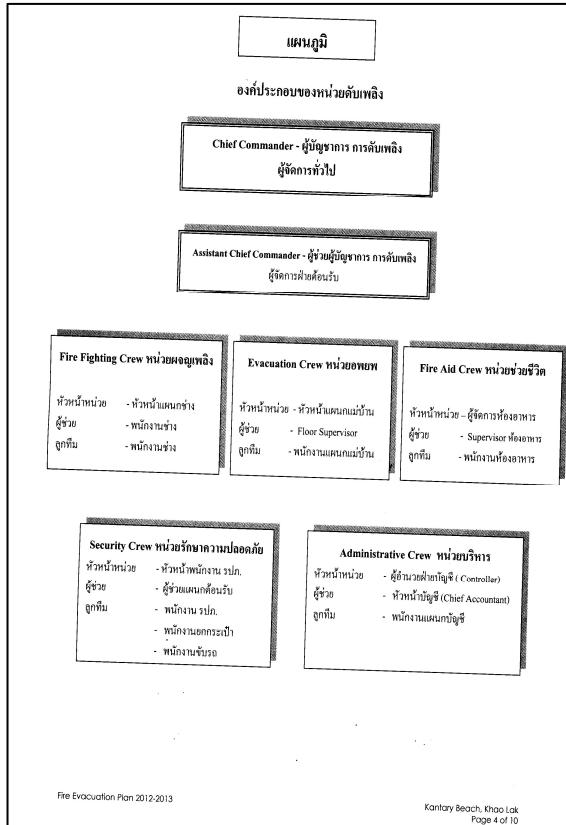 แผนภูมิ
องค์ประกอบของหน่วยดับเพลิง
Chief Commander - ผู้บัญชาการ การดับเพลิง
ผู้จัดการทั่วไป
Assistant Chief Commander - ผู้ช่วยผู้บัญชาการ การดับเพลิง
ผู้จัดการฝ่ายต้อนรับ
Fire Fighting Crew หน่วยผจญเพลิง
หัวหน้าหน่วย - หัวหน้าแผนกช่าง
ผู้ช่วย - พนักงานช่าง
ลูกทีม - พนักงานช่าง
Evacuation Crew หน่วยอพยพ
หัวหน้าหน่วย - หัวหน้าแผนกแม่บ้าน
ผู้ช่วย - Floor Supervisor
ลูกทีม - พนักงานแผนกแม่บ้าน
Fire Aid Crew หน่วยช่วยชีวิต
หัวหน้าหน่วย – ผู้จัดการห้องอาหาร
ผู้ช่วย - Supervisor ห้องอาหาร
ลูกทีม - พนักงานห้องอาหาร
Security Crew หน่วยรักษาความปลอดภัย
หัวหน้าหน่วย - หัวหน้าพนักงาน รปภ.
ผู้ช่วย - ผู้ช่วยแผนกต้อนรับ
ลูกทีม - พนักงาน รปภ.
- พนักงานยกกระเป๋า
- พนักงานขับรถ
Administrative Crew หน่วยบริหาร
หัวหน้าหน่วย - ผู้อำนวยฝ่ายบัญชี ( Controller)
ผู้ช่วย - หัวหน้าบัญชี (Chief Accountant)
ลูกทีม - พนักงานแผนกบัญชี
Fire Evacuation Plan 2012-2013
Kantary Beach, Khao Lak
Page 4 of 10